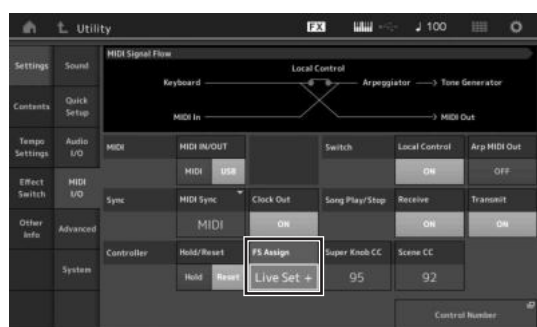 Utility FX 100
MIDI Signal Flow
Settings Sound
Local Control
Keyboard Arpeggiator Tone Generator
Contents Quick Setup
MIDI In MIDI Out
Tempo Settings Audio I/O MIDI MIDI IN/OUT Switch Local Control Arp MIDI Out
MIDI USB ON OFF
Effect Switch MIDI I/O
Sync MIDI Sync Clock Out Song Play/Stop Receive Transmit
MIDI ON ON ON
Other Info Advanced
Controller Hold/Reset FS Assign Super Knob CC Scene CC
System
Hold Reset Live Set + 95 92
Control Number